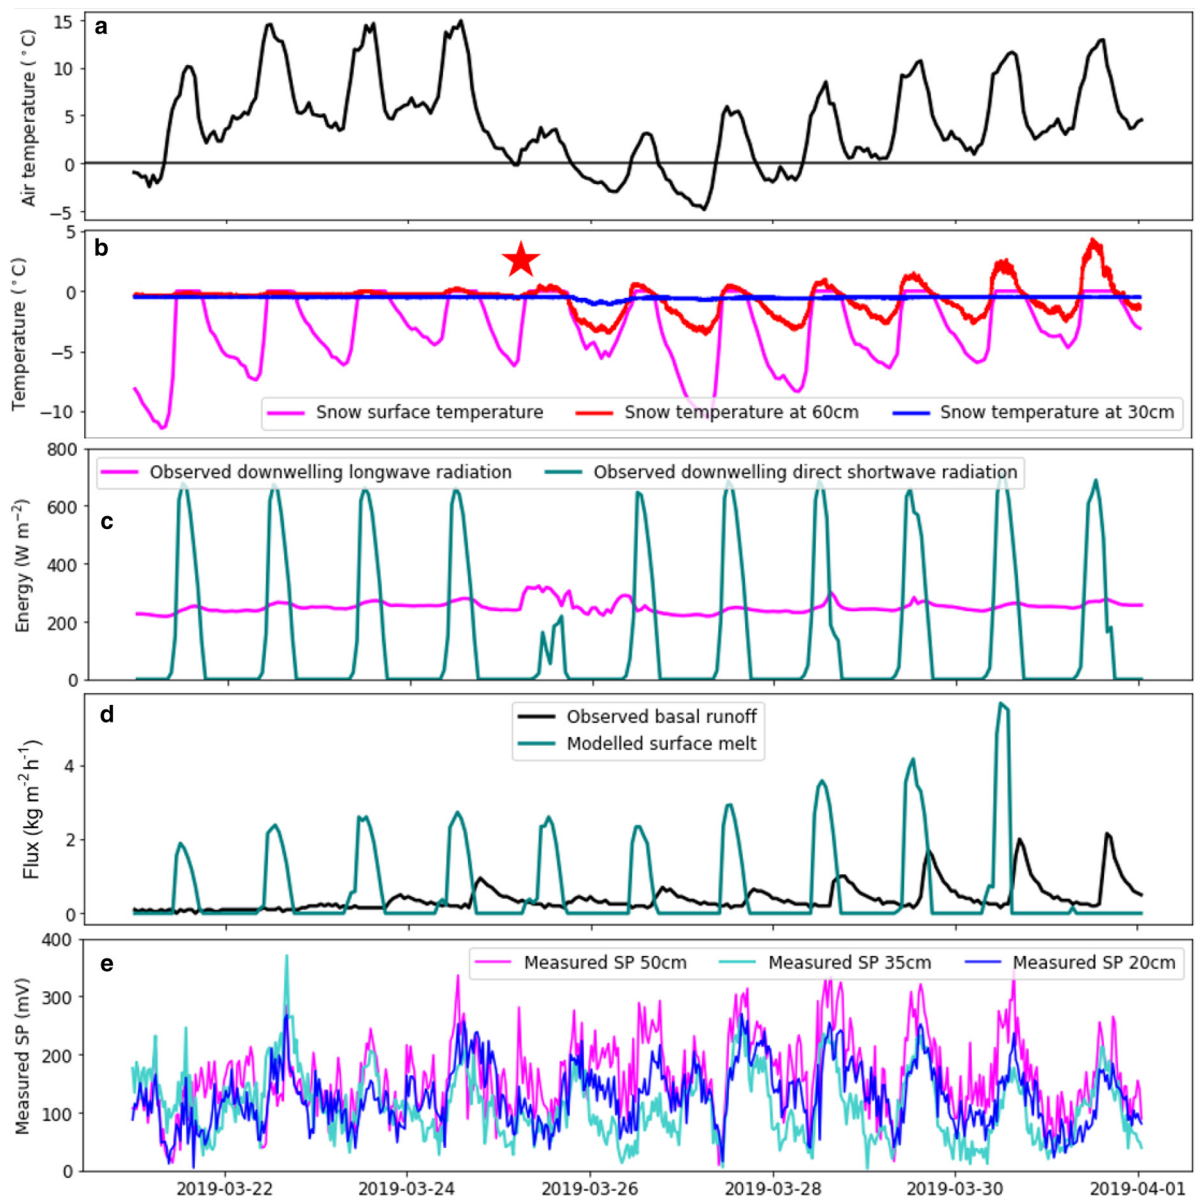 a
Air temperature (°C)
15
10
5
0
−5
b
Temperature (°C)
5
0
−5
−10
Snow surface temperature
Snow temperature at 60cm
Snow temperature at 30cm
c
Energy (W m−2)
800
600
400
200
0
Observed downwelling longwave radiation
Observed downwelling direct shortwave radiation
d
Flux (kg m-2 h-1)
4
2
0
Observed basal runoff
Modelled surface melt
e
Measured SP (mV)
400
300
200
100
0
Measured SP 50cm
Measured SP 35cm
Measured SP 20cm
2019-03-22
2019-03-24
2019-03-26
2019-03-28
2019-03-30
2019-04-01